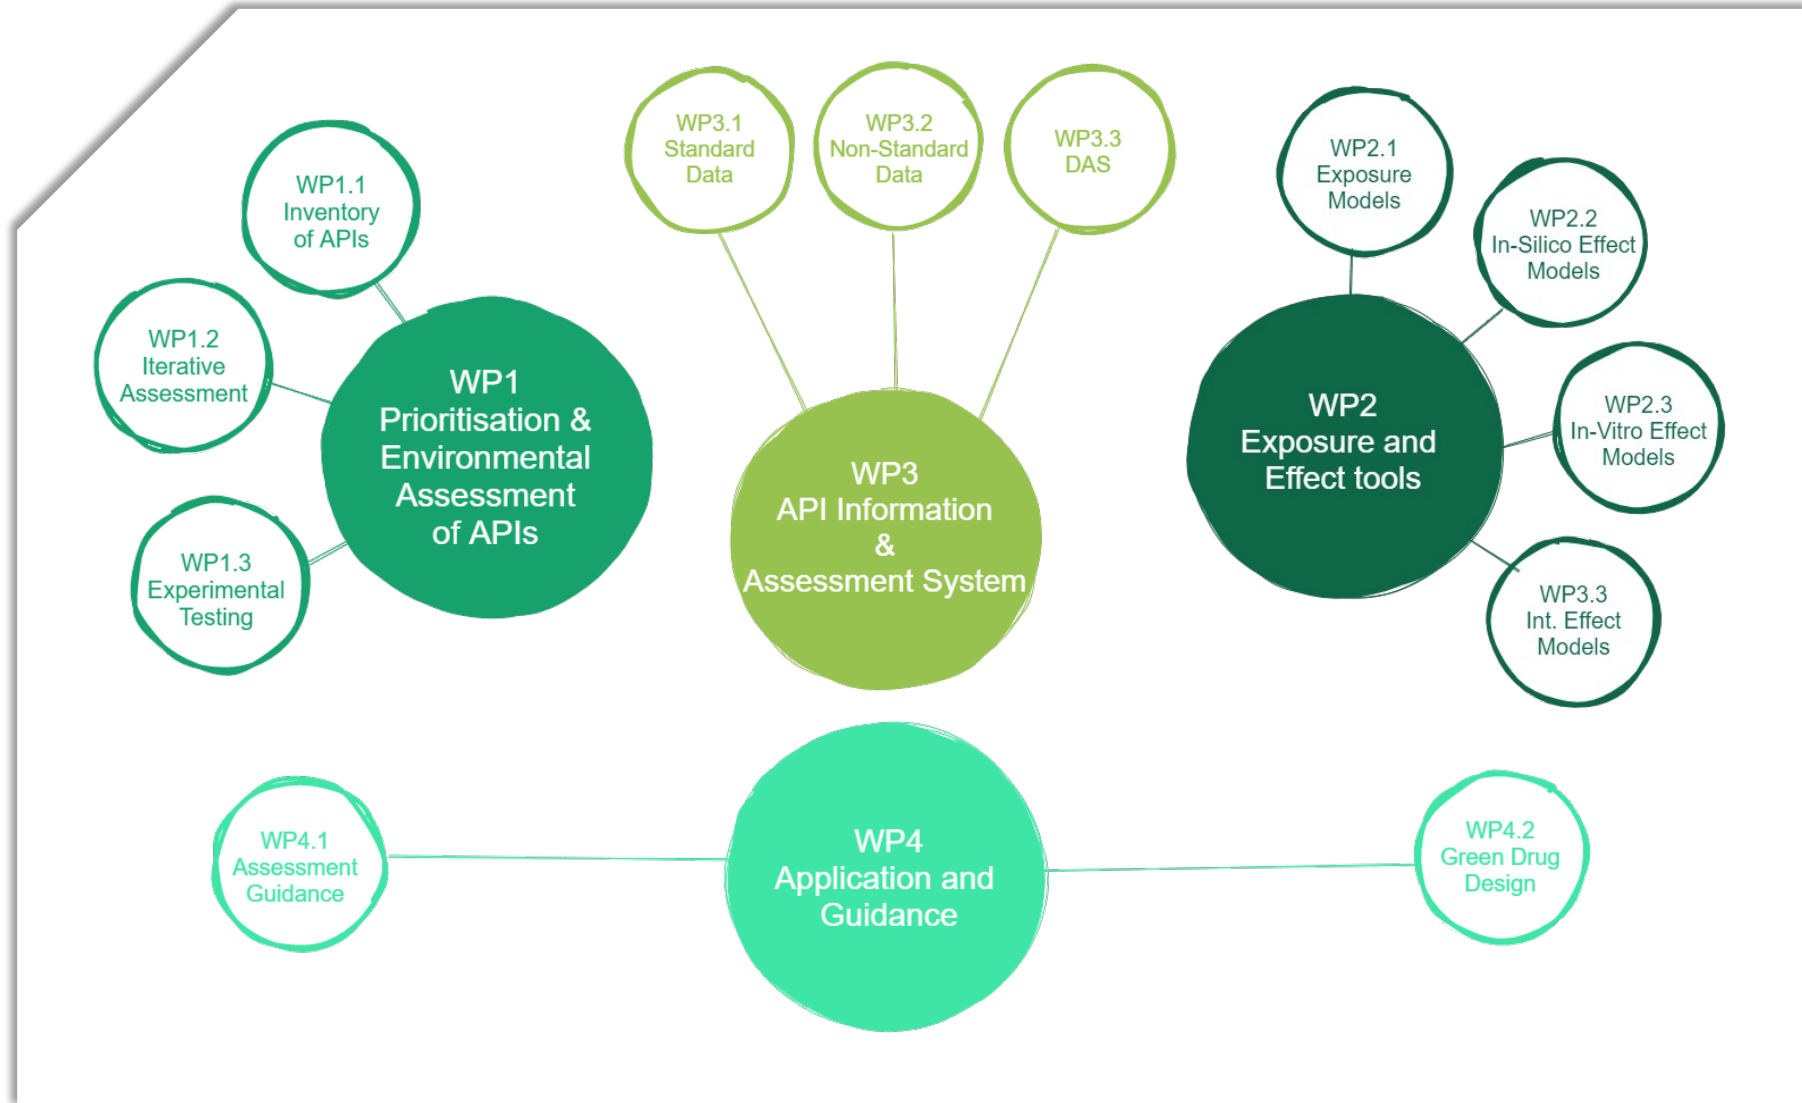 WP1.1
Inventory
of APIs
WP1.2
Iterative
Assessment
WP1.3
Experimental
Testing
WP1
Prioritisation &
Environmental
Assessment
of APIs
WP3.1
Standard
Data
WP3.2
Non-Standard
Data
WP3.3
DAS
WP3
API Information
&
Assessment System
WP2.1
Exposure
Models
WP2.2
In-Silico Effect
Models
WP2.3
In-Vitro Effect
Models
WP3.3
Int. Effect
Models
WP2
Exposure and
Effect tools
WP4.1
Assessment
Guidance
WP4
Application and
Guidance
WP4.2
Green Drug
Design